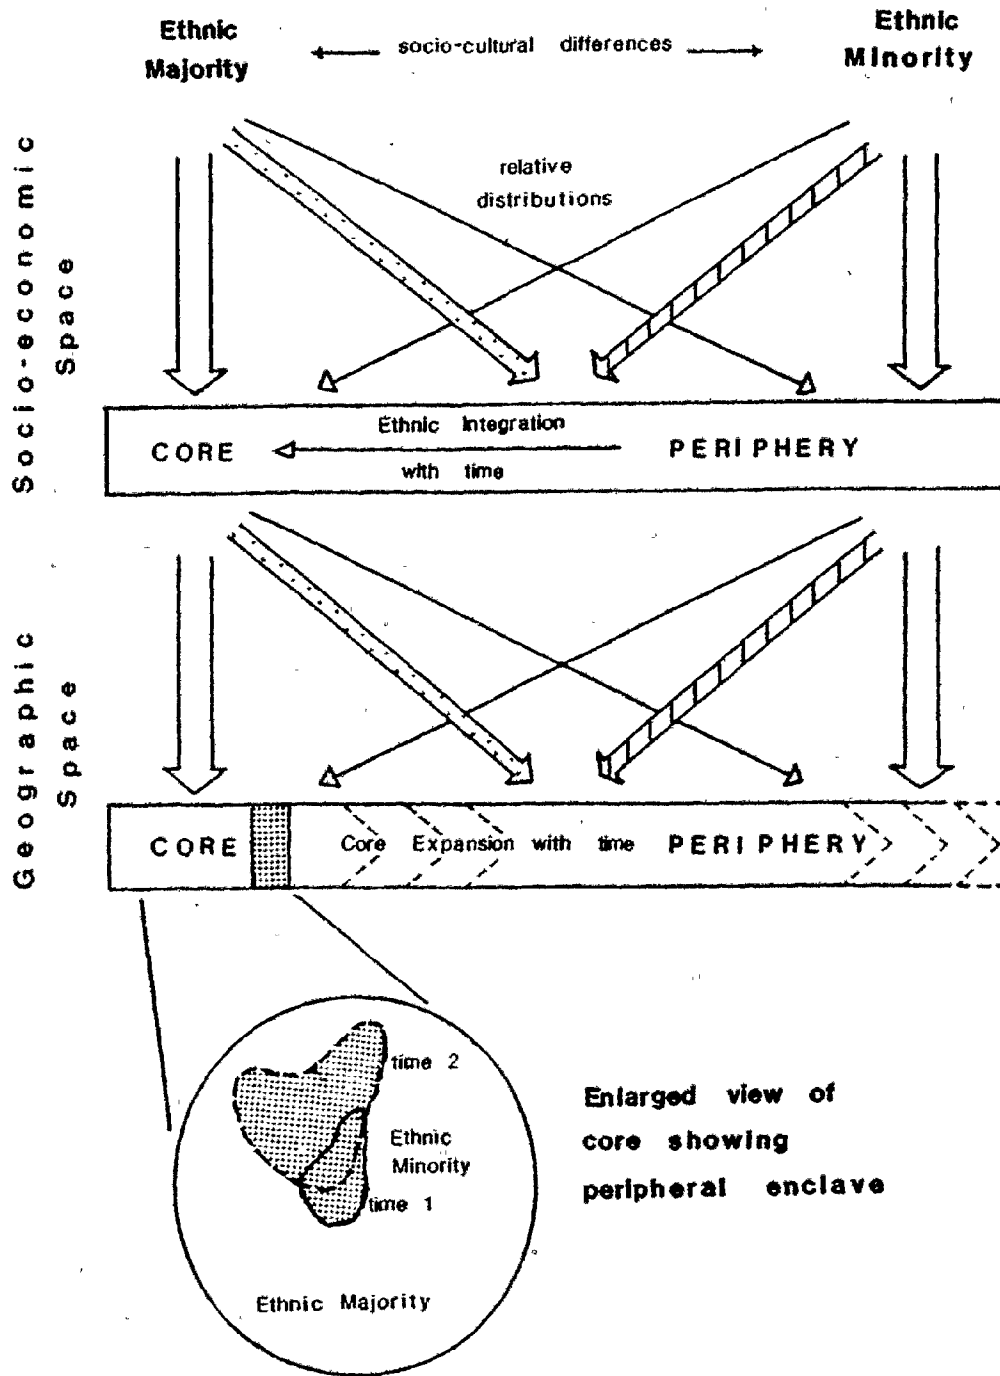 Ethnic
Majority
socio-cultural differences
Ethnic
Minority
Socio-economic
Space
relative
distributions
CORE
Ethnic Integration
with time
PERIPHERY
Geographic
Space
CORE
Core Expansion with time
PERIPHERY
time 2
Ethnic
Minority
time 1
Ethnic Majority
Enlarged view of
core showing
peripheral enclave